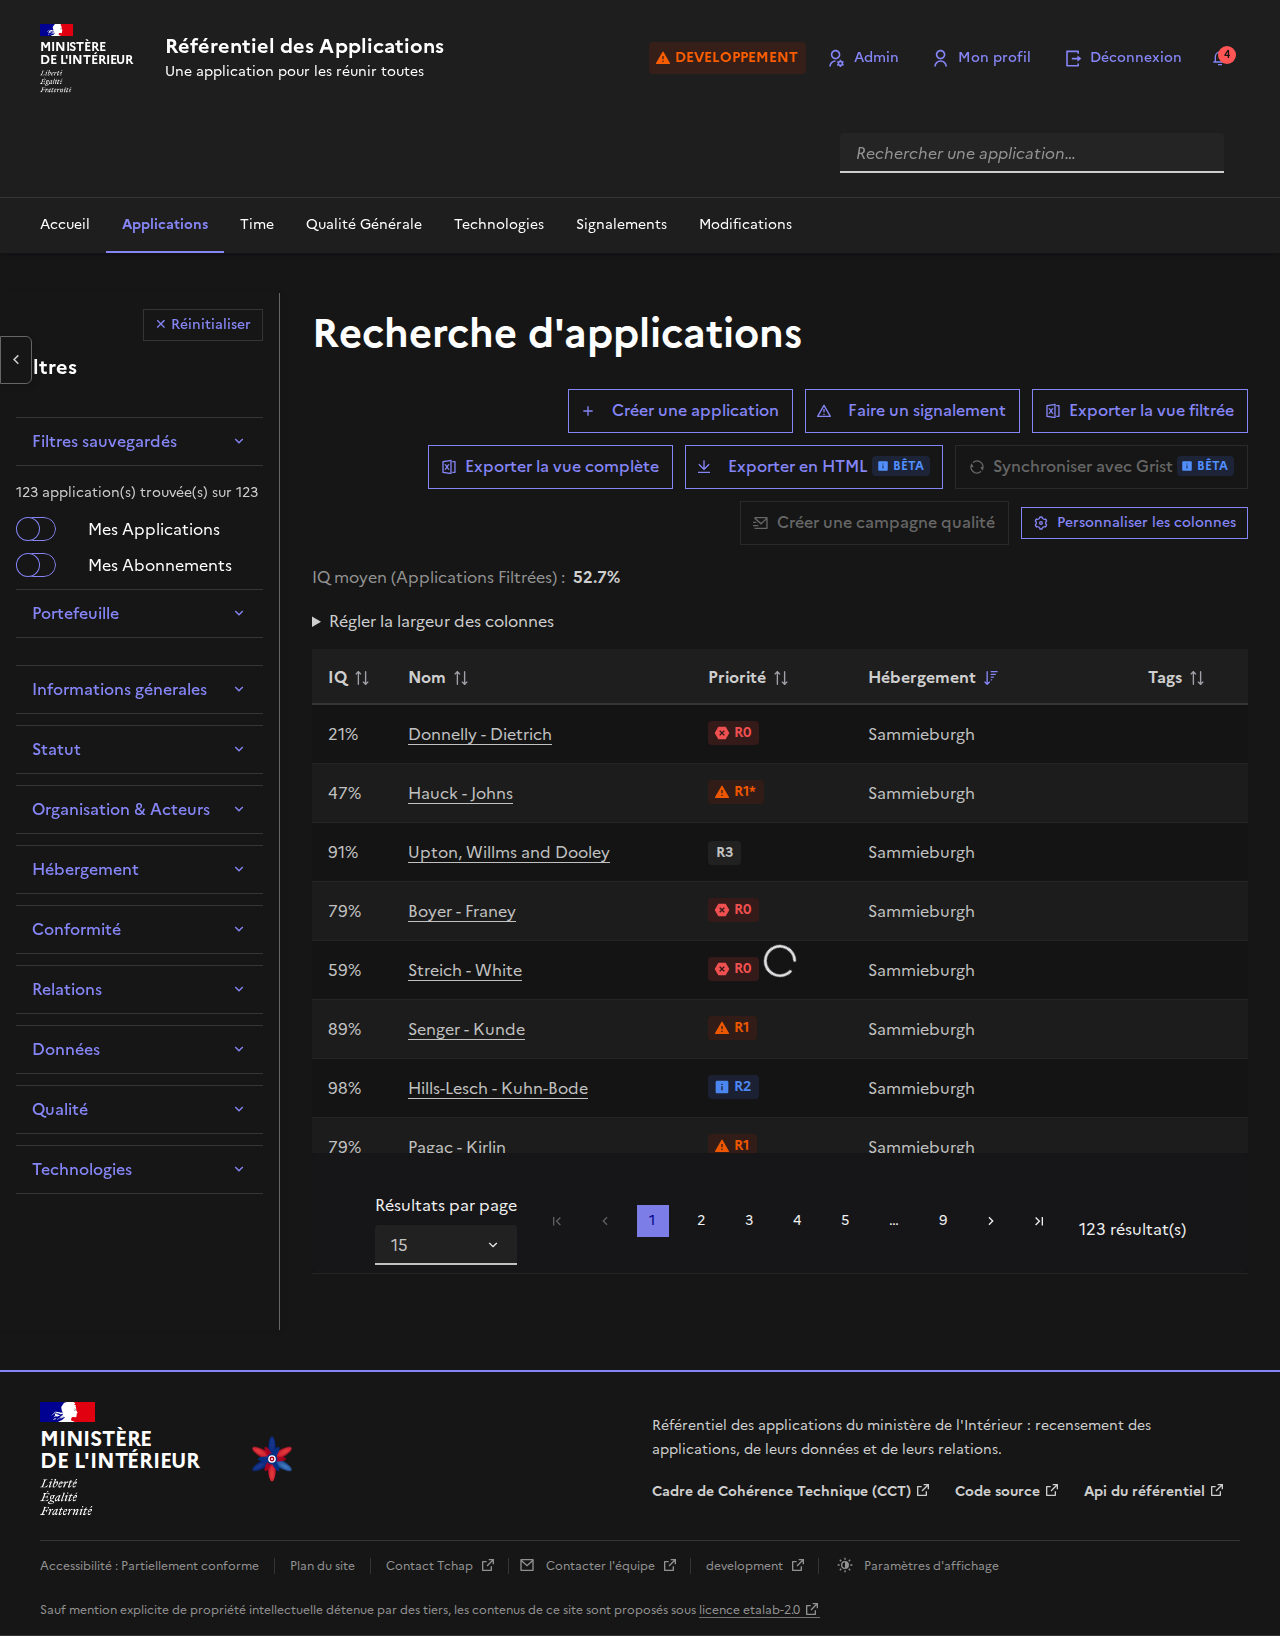 MINISTÈRE
DE L'INTÉRIEUR
Liberté
Égalité
Fraternité
Référentiel des Applications
Une application pour les réunir toutes
DEVELOPPEMENT
Admin
Mon profil
Déconnexion
4
Rechercher une application…
Accueil
Applications
Time
Qualité Générale
Technologies
Signalements
Modifications
Réinitialiser
ltres
Filtres sauvegardés
123 application(s) trouvée(s) sur 123
Mes Applications
Mes Abonnements
Portefeuille
Informations génerales
Statut
Organisation & Acteurs
Hébergement
Conformité
Relations
Données
Qualité
Technologies
Recherche d'applications
Créer une application
Faire un signalement
Exporter la vue filtrée
Exporter la vue complète
Exporter en HTML BÊTA
Synchroniser avec Grist BÊTA
Créer une campagne qualité
Personnaliser les colonnes
IQ moyen (Applications Filtrées) : 52.7%
Régler la largeur des colonnes
IQ Nom Priorité Hébergement Tags
21% Donnelly - Dietrich R0 Sammieburgh
47% Hauck - Johns R1* Sammieburgh
91% Upton, Willms and Dooley R3 Sammieburgh
79% Boyer - Franey R0 Sammieburgh
59% Streich - White R0 Sammieburgh
89% Senger - Kunde R1 Sammieburgh
98% Hills-Lesch - Kuhn-Bode R2 Sammieburgh
79% Pagac - Kirlin R1 Sammieburgh
Résultats par page
15
1 2 3 4 5 … 9
123 résultat(s)
MINISTÈRE
DE L'INTÉRIEUR
Liberté
Égalité
Fraternité
Référentiel des applications du ministère de l'Intérieur : recensement des
applications, de leurs données et de leurs relations.
Cadre de Cohérence Technique (CCT)
Code source
Api du référentiel
Accessibilité : Partiellement conforme
Plan du site
Contact Tchap
Contacter l'équipe
development
Paramètres d'affichage
Sauf mention explicite de propriété intellectuelle détenue par des tiers, les contenus de ce site sont proposés sous licence etalab-2.0